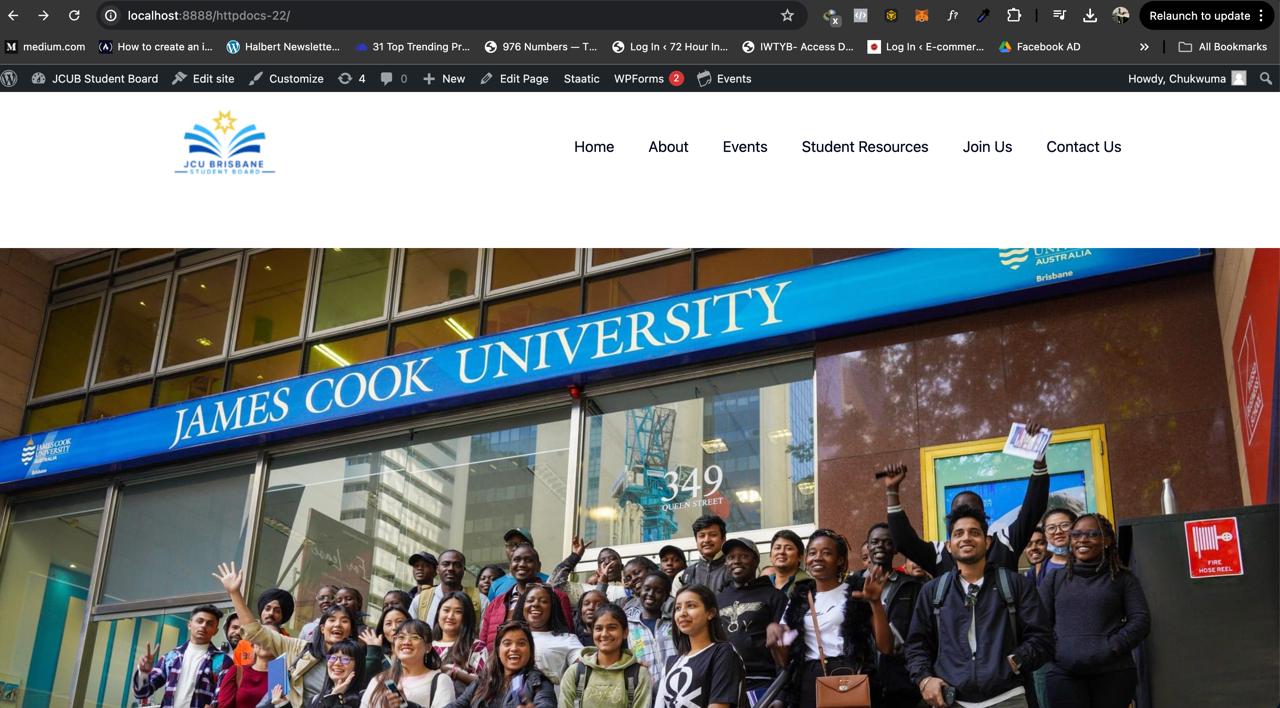 localhost:8888/httpdocs-22/
x
f?
Relaunch to update
medium.com
How to create an i...
Halbert Newslette...
31 Top Trending Pr...
976 Numbers — T...
Log In ‹ 72 Hour In...
IWTYB- Access D...
Log In ‹ E-commer...
Facebook AD
»
All Bookmarks
JCUB Student Board
Edit site
Customize
4
0
New
Edit Page
Staatic
WPForms 2
Events
Howdy, Chukwuma
JCU BRISBANE
STUDENT BOARD
Home
About
Events
Student Resources
Join Us
Contact Us
AUSTRALIA
Brisbane
JAMES COOK UNIVERSITY
JAMES COOK
UNIVERSITY
AUSTRALIA
Brisbane
349
QUEEN STREET
FIRE
HOSE REEL